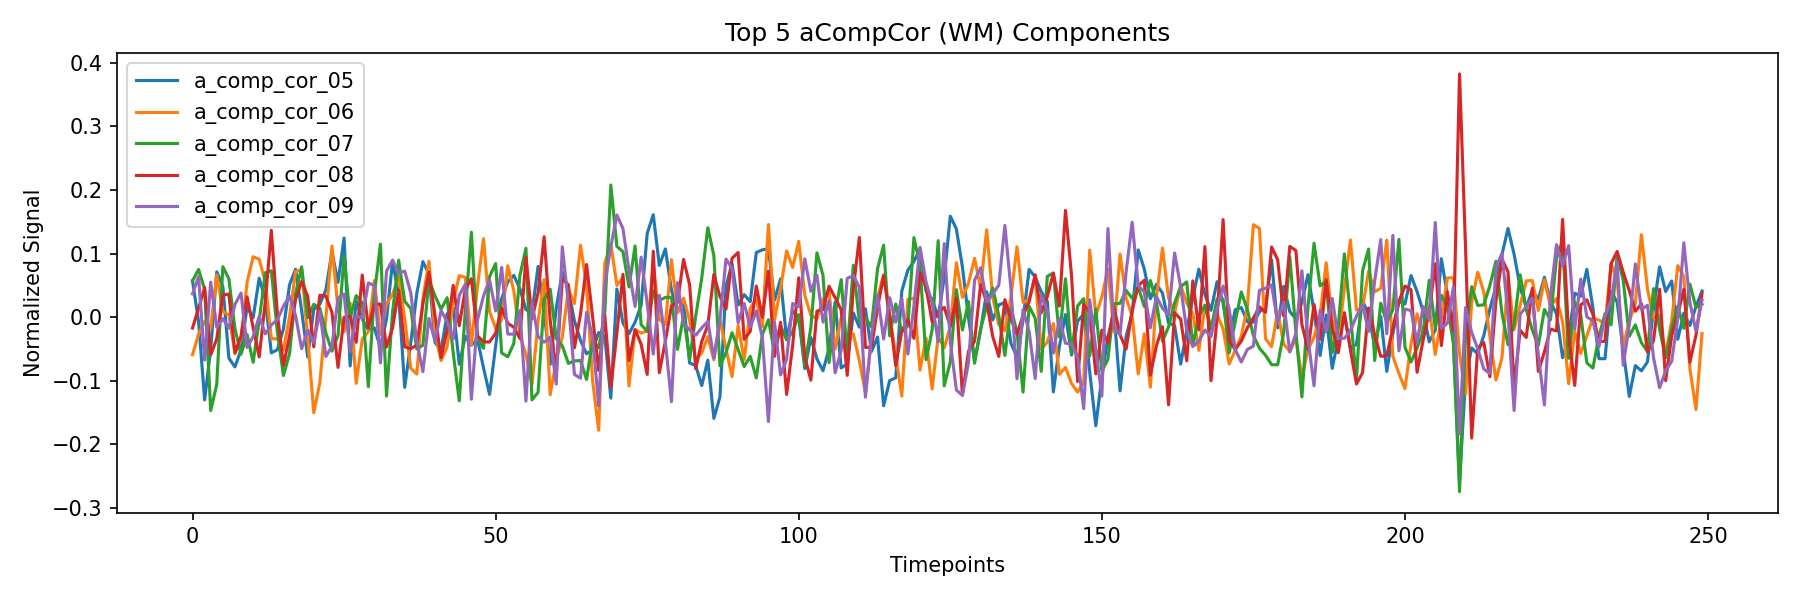 Top 5 aCompCor (WM) Components
a_comp_cor_05
a_comp_cor_06
a_comp_cor_07
a_comp_cor_08
a_comp_cor_09
Normalized Signal
0.4
0.3
0.2
0.1
0.0
−0.1
−0.2
−0.3
0 50 100 150 200 250
Timepoints